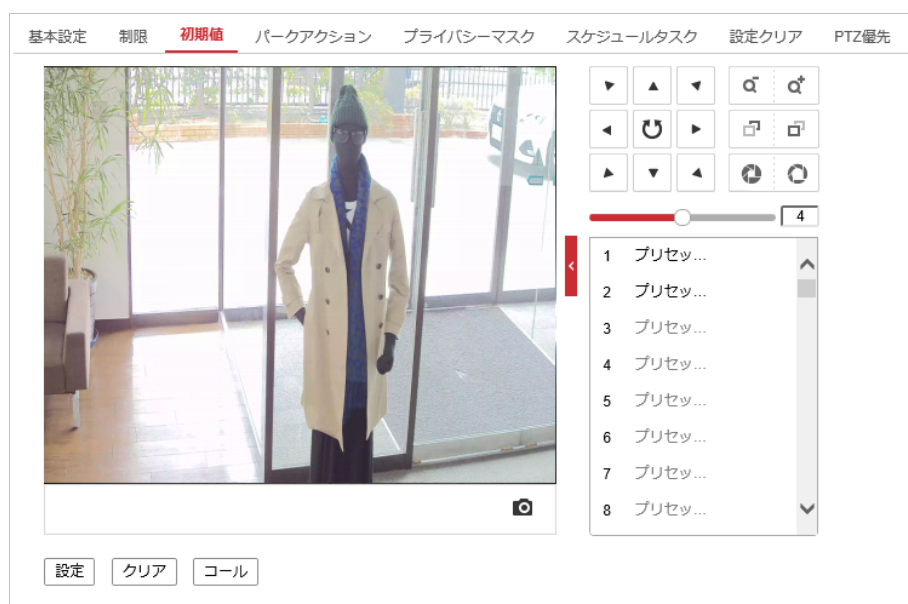 基本設定 制限 初期値 パークアクション プライバシーマスク スケジュールタスク 設定クリア PTZ優先
4
1 プリセッ...
2 プリセッ...
3 プリセッ...
4 プリセッ...
5 プリセッ...
6 プリセッ...
7 プリセッ...
8 プリセッ...
設定 クリア コール